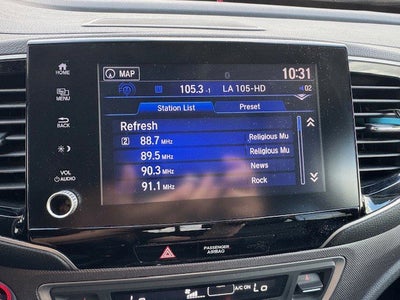 HOME
MENU
BACK
VOL
AUDIO
MAP
10:31
105.3-1 LA 105-HD
02
Station List Preset
Refresh
2 88.7 MHz Religious Mu
89.5 MHz Religious Mu
90.3 MHz News
91.1 MHz Rock
PASSENGER
AIRBAG
Lo A/C ON Lo